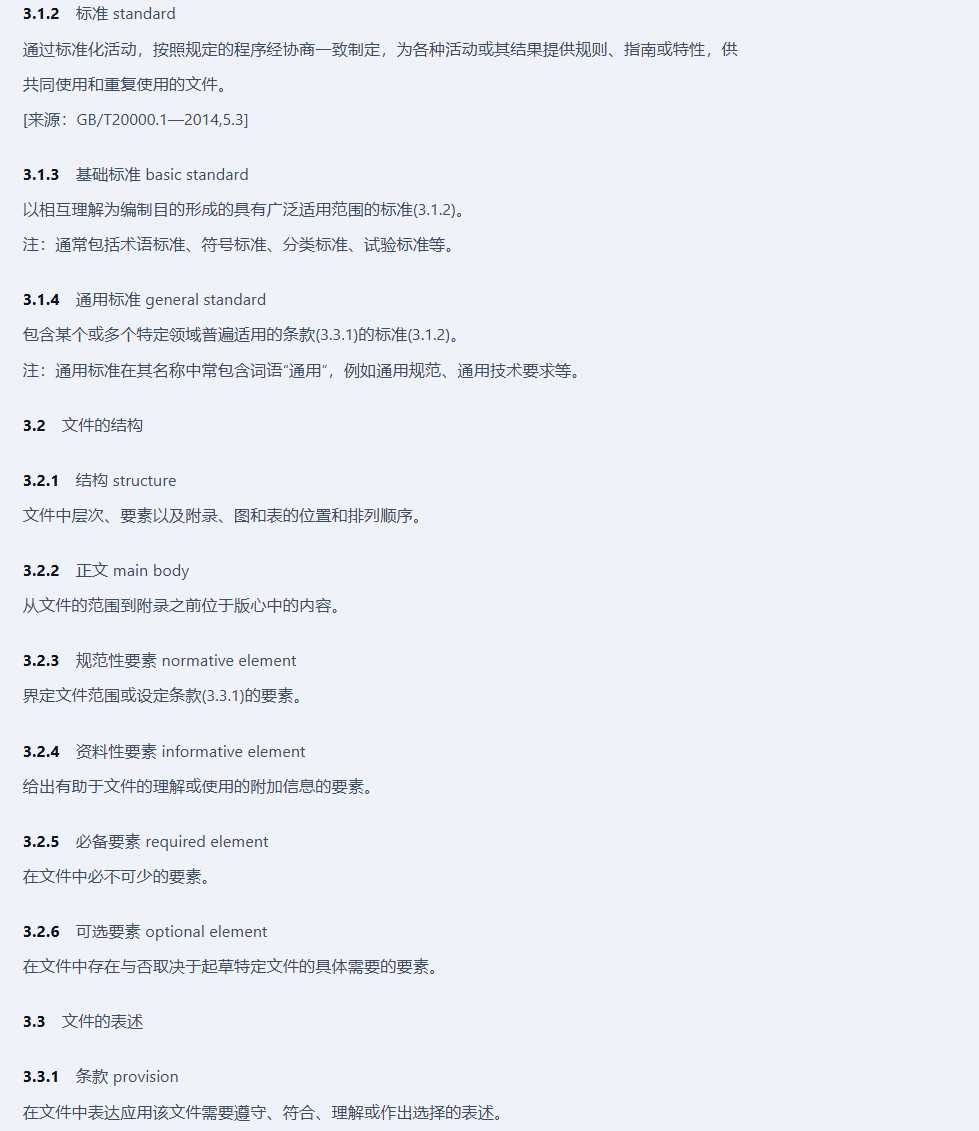 3.1.2 标准 standard
通过标准化活动，按照规定的程序经协商一致制定，为各种活动或其结果提供规则、指南或特性，供
共同使用和重复使用的文件。
[来源：GB/T20000.1—2014,5.3]
3.1.3 基础标准 basic standard
以相互理解为编制目的形成的具有广泛适用范围的标准(3.1.2)。
注：通常包括术语标准、符号标准、分类标准、试验标准等。
3.1.4 通用标准 general standard
包含某个或多个特定领域普遍适用的条款(3.3.1)的标准(3.1.2)。
注：通用标准在其名称中常包含词语“通用”，例如通用规范、通用技术要求等。
3.2 文件的结构
3.2.1 结构 structure
文件中层次、要素以及附录、图和表的位置和排列顺序。
3.2.2 正文 main body
从文件的范围到附录之前位于版心中的内容。
3.2.3 规范性要素 normative element
界定文件范围或设定条款(3.3.1)的要素。
3.2.4 资料性要素 informative element
给出有助于文件的理解或使用的附加信息的要素。
3.2.5 必备要素 required element
在文件中必不可少的要素。
3.2.6 可选要素 optional element
在文件中存在与否取决于起草特定文件的具体需要的要素。
3.3 文件的表述
3.3.1 条款 provision
在文件中表达应用该文件需要遵守、符合、理解或作出选择的表述。